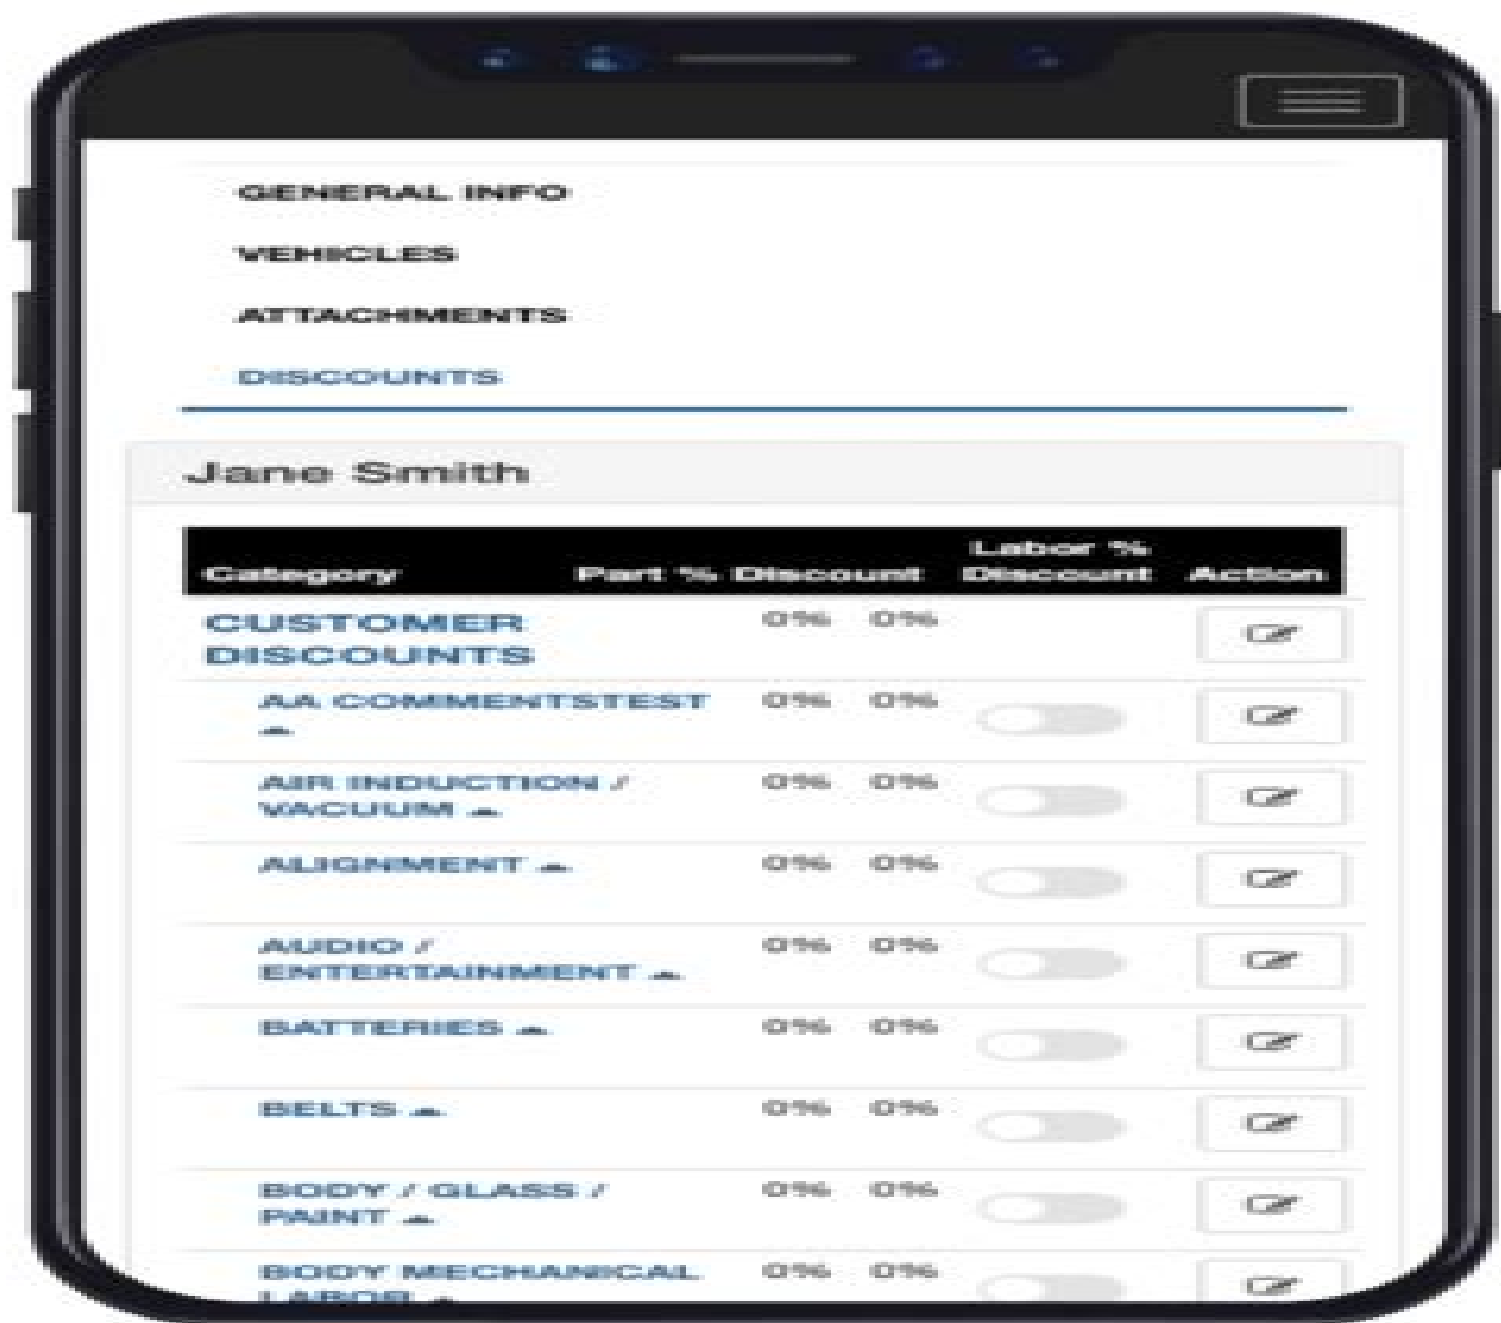 GENERAL INFO
VEHICLES
ATTACHMENTS
DISCOUNTS
Jane Smith
Labor %
Category Part % Discount Discount Action
CUSTOMER 0% 0%
DISCOUNTS
AA COMMENTSTEST 0% 0%
AIR INDUCTION / 0% 0%
VACUUM
ALIGNMENT 0% 0%
AUDIO / 0% 0%
ENTERTAINMENT
BATTERIES 0% 0%
BELTS 0% 0%
BODY / GLASS / 0% 0%
PAINT
BODY MECHANICAL 0% 0%
LABOR